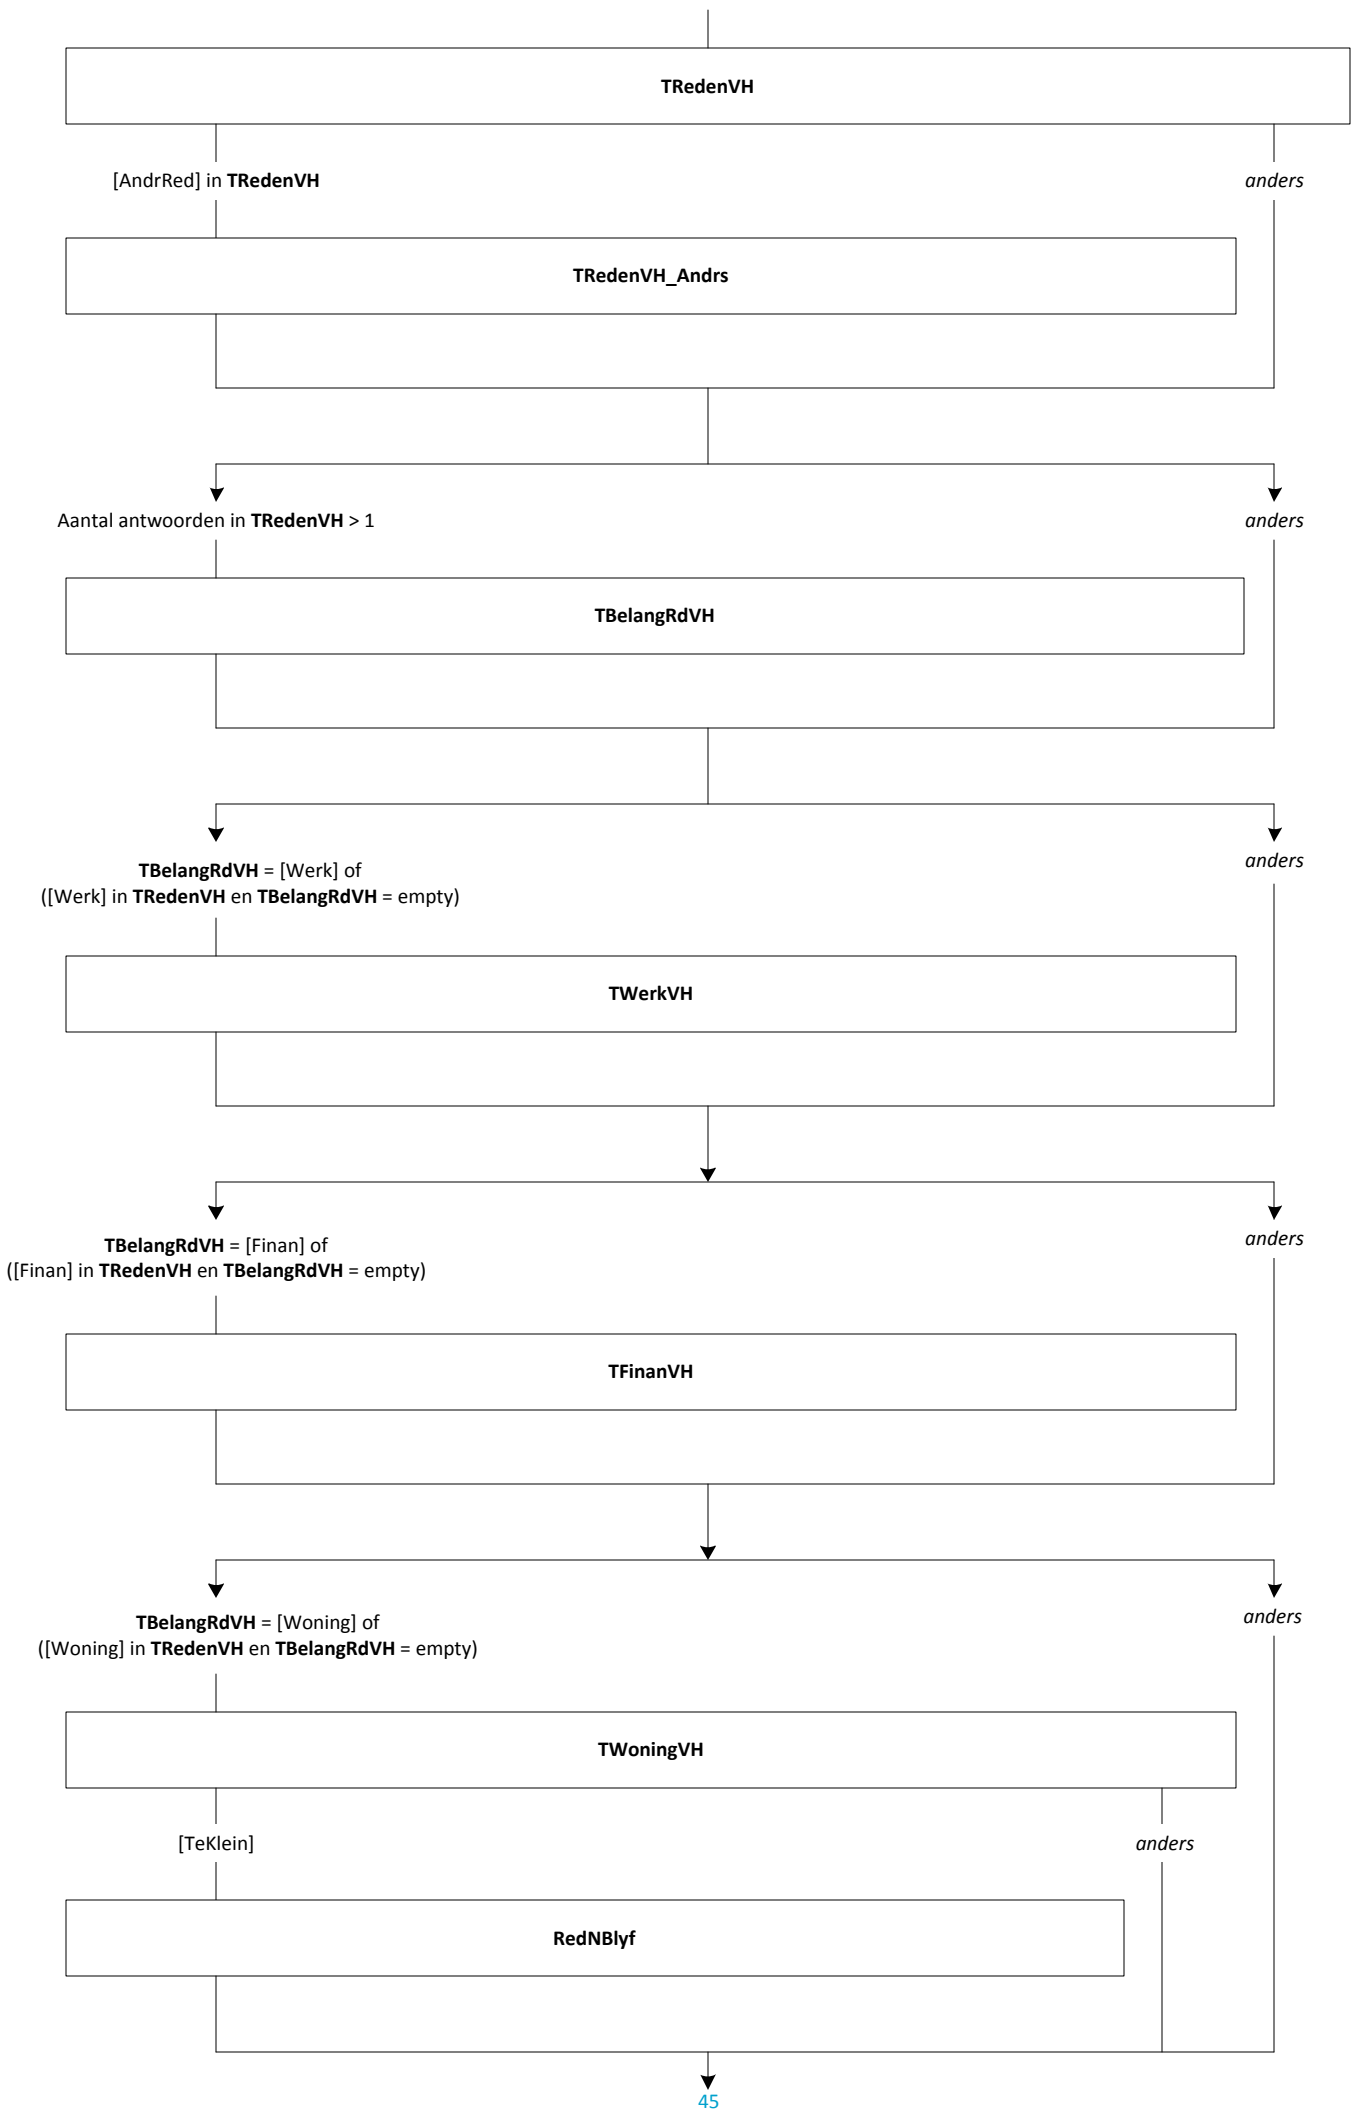 TRedenVH
[AndrRed] in TRedenVH
anders
TRedenVH_Andrs
Aantal antwoorden in TRedenVH > 1
anders
TBelangRdVH
TBelangRdVH = [Werk] of
([Werk] in TRedenVH en TBelangRdVH = empty)
anders
TWerkVH
TBelangRdVH = [Finan] of
([Finan] in TRedenVH en TBelangRdVH = empty)
anders
TFinanVH
TBelangRdVH = [Woning] of
([Woning] in TRedenVH en TBelangRdVH = empty)
anders
TWoningVH
[TeKlein]
anders
RedNBlyf
45